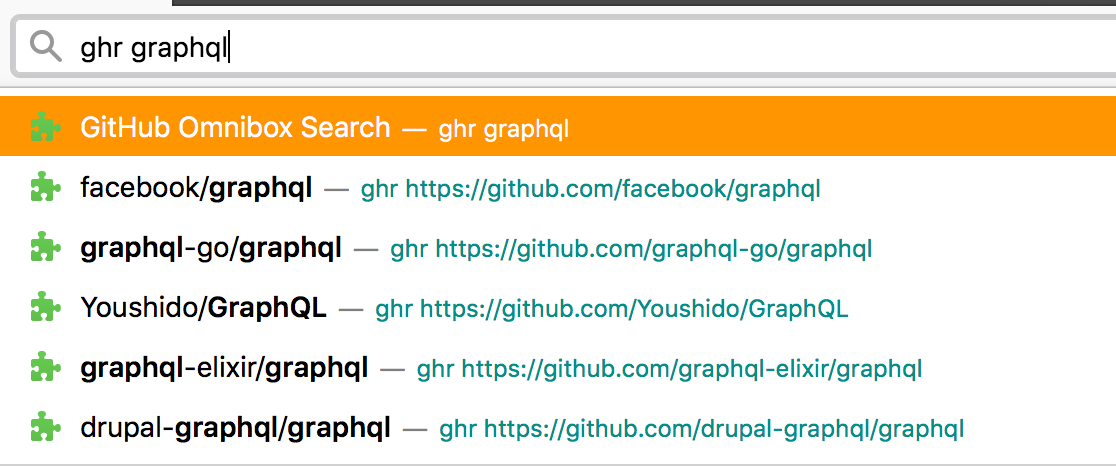 ghr graphql
GitHub Omnibox Search — ghr graphql
facebook/graphql — ghr https://github.com/facebook/graphql
graphql-go/graphql — ghr https://github.com/graphql-go/graphql
Youshido/GraphQL — ghr https://github.com/Youshido/GraphQL
graphql-elixir/graphql — ghr https://github.com/graphql-elixir/graphql
drupal-graphql/graphql — ghr https://github.com/drupal-graphql/graphql